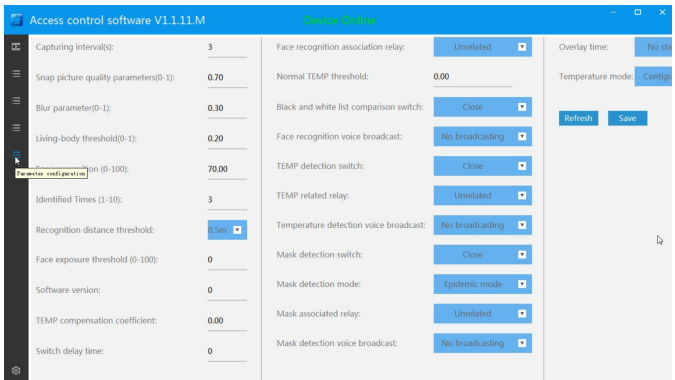 Access control software V1.1.11.M
Device Online
Capturing interval(s): 3
Snap picture quality parameters(0-1): 0.70
Blur parameter(0-1): 0.30
Living-body threshold(0-1): 0.20
(0-100): 70.00
Parameter configuration
Identified Times (1-10): 3
Recognition distance threshold: 0.5m
Face exposure threshold (0-100): 0
Software version: 0
TEMP compensation coefficient: 0.00
Switch delay time: 0
Face recognition association relay: Unrelated
Normal TEMP threshold: 0.00
Black and white list comparison switch: Close
Face recognition voice broadcast: No broadcasting
TEMP detection switch: Close
TEMP related relay: Unrelated
Temperature detection voice broadcast: No broadcasting
Mask detection switch: Close
Mask detection mode: Epidemic mode
Mask associated relay: Unrelated
Mask detection voice broadcast: No broadcasting
Overlay time: No sta
Temperature mode: Centigra
Refresh Save